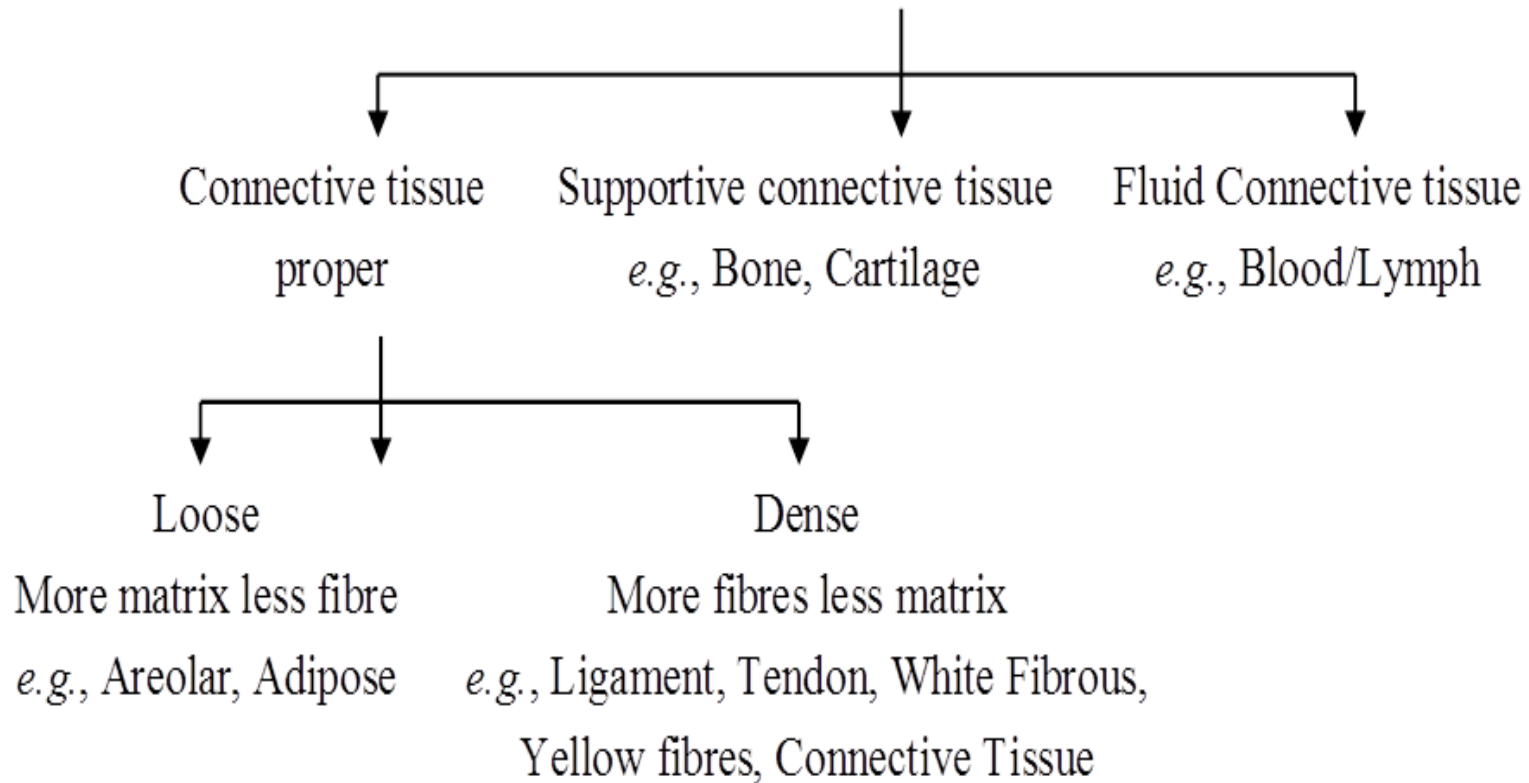 Connective tissue
proper
Supportive connective tissue
e.g., Bone, Cartilage
Fluid Connective tissue
e.g., Blood/Lymph
Loose
More matrix less fibre
e.g., Areolar, Adipose
Dense
More fibres less matrix
e.g., Ligament, Tendon, White Fibrous,
Yellow fibres, Connective Tissue